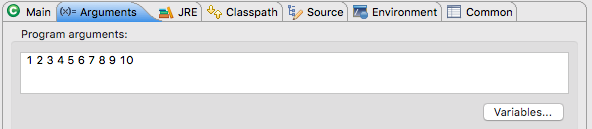 Main (x)= Arguments JRE Classpath Source Environment Common
Program arguments:
1 2 3 4 5 6 7 8 9 10
Variables...